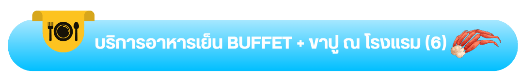 บริการอาหารเย็น BUFFET + ขาปู ณ โรงแรม (6)